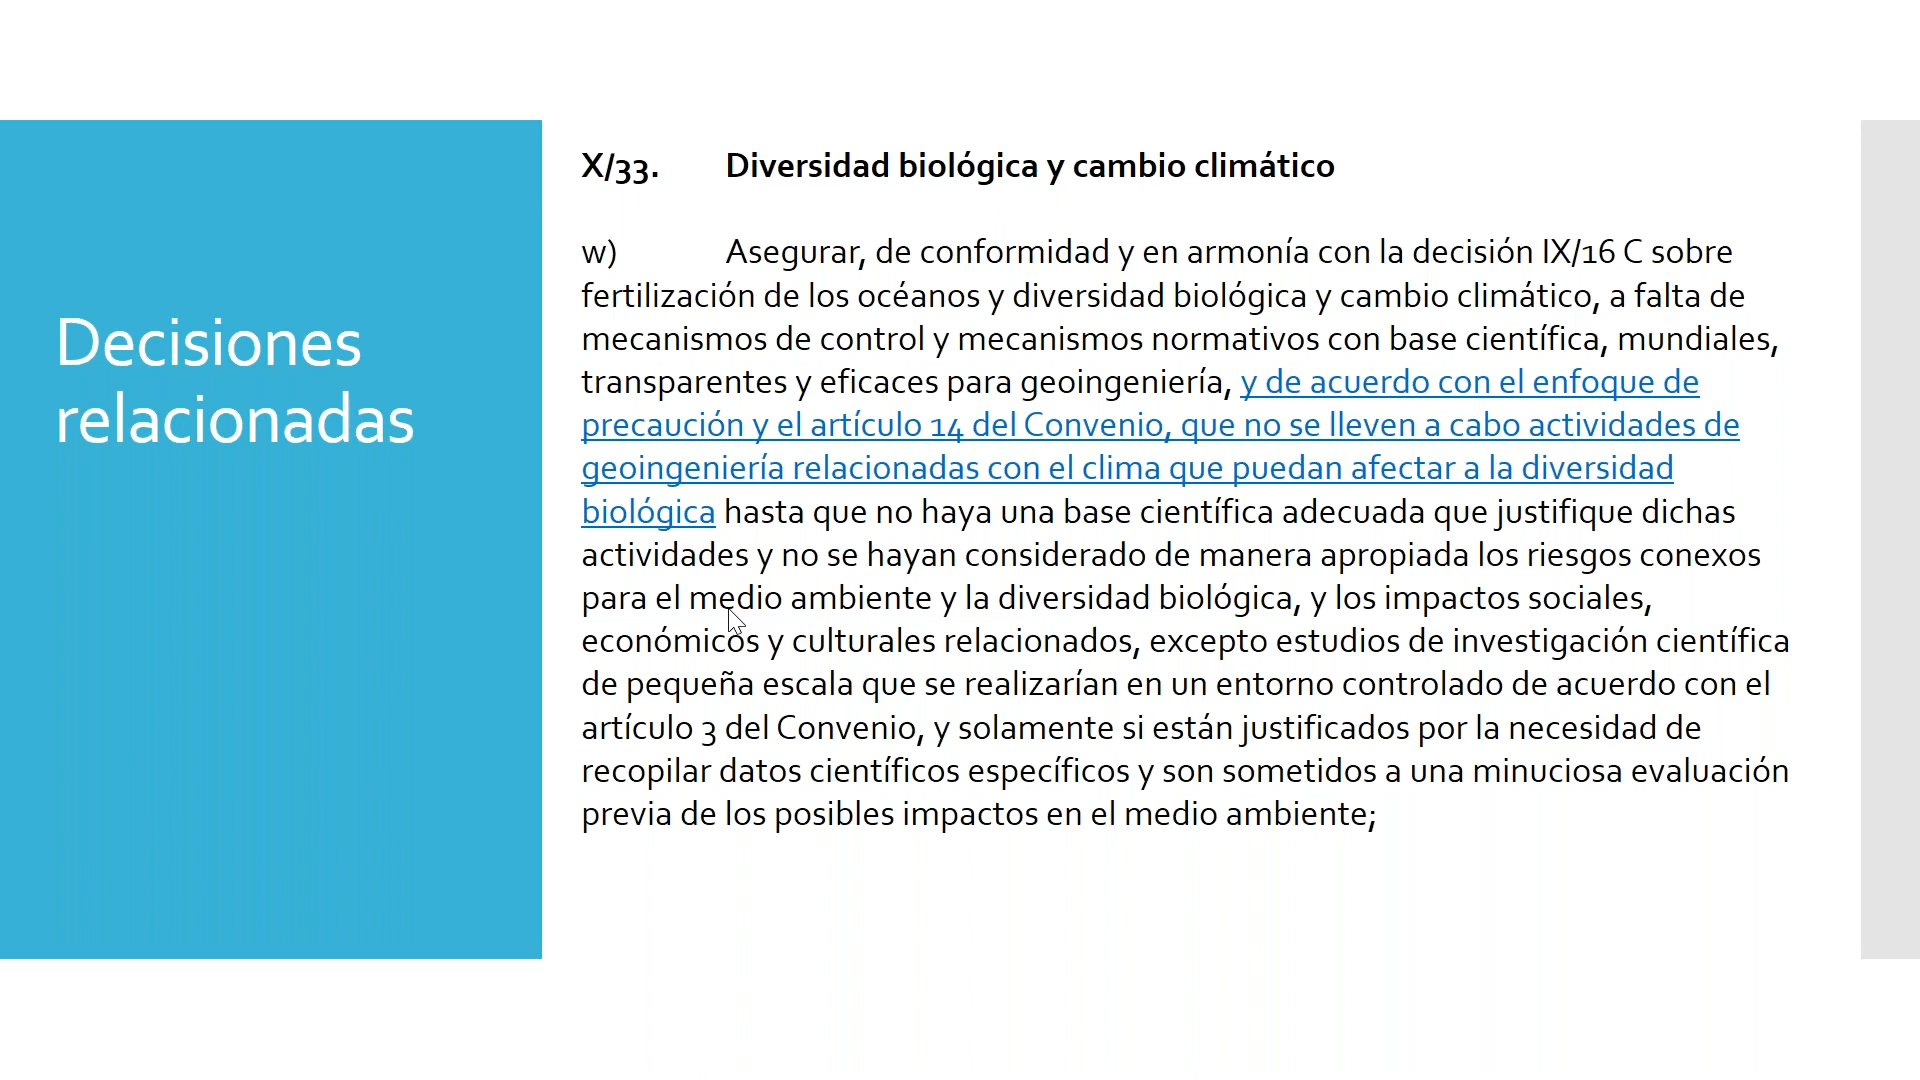 Decisiones
relacionadas
X/33. Diversidad biológica y cambio climático
w) Asegurar, de conformidad y en armonía con la decisión IX/16 C sobre
fertilización de los océanos y diversidad biológica y cambio climático, a falta de
mecanismos de control y mecanismos normativos con base científica, mundiales,
transparentes y eficaces para geoingeniería, y de acuerdo con el enfoque de
precaución y el artículo 14 del Convenio, que no se lleven a cabo actividades de
geoingeniería relacionadas con el clima que puedan afectar a la diversidad
biológica hasta que no haya una base científica adecuada que justifique dichas
actividades y no se hayan considerado de manera apropiada los riesgos conexos
para el medio ambiente y la diversidad biológica, y los impactos sociales,
económicos y culturales relacionados, excepto estudios de investigación científica
de pequeña escala que se realizarían en un entorno controlado de acuerdo con el
artículo 3 del Convenio, y solamente si están justificados por la necesidad de
recopilar datos científicos específicos y son sometidos a una minuciosa evaluación
previa de los posibles impactos en el medio ambiente;